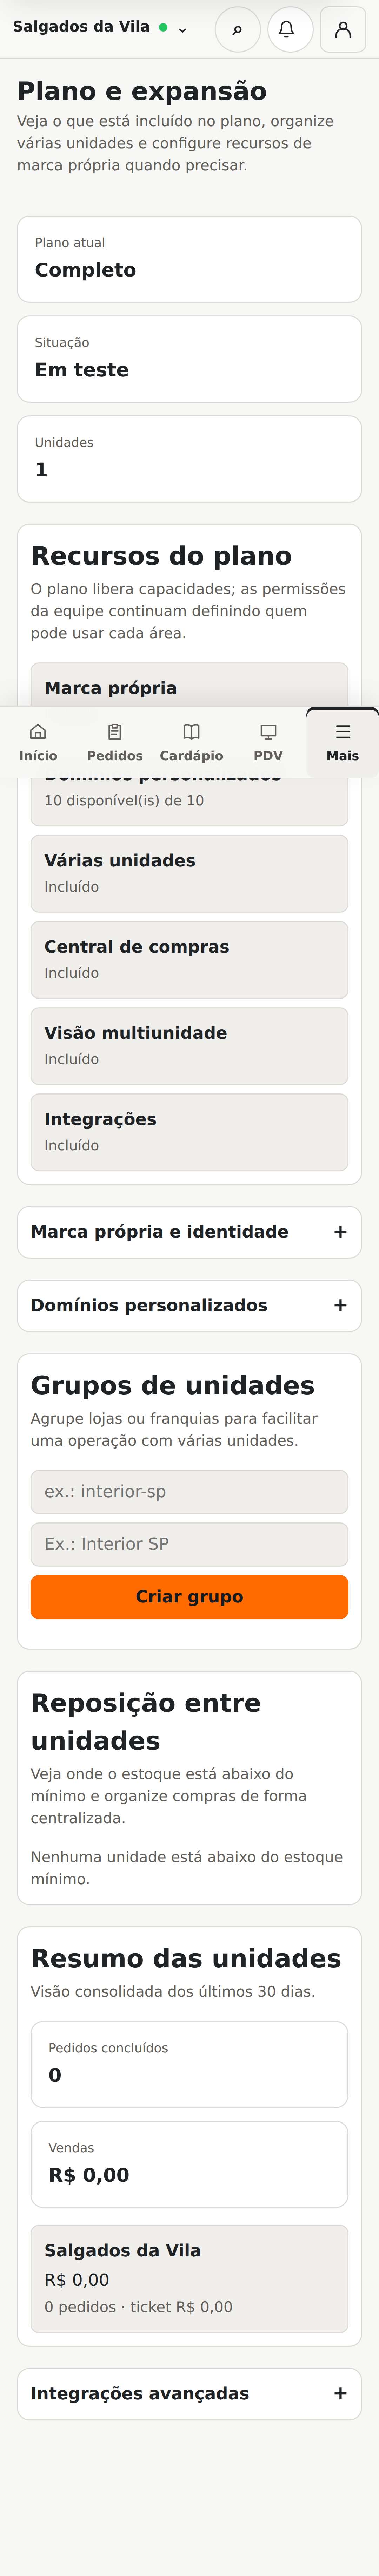 Salgados da Vila
Plano e expansão
Veja o que está incluído no plano, organize
várias unidades e configure recursos de
marca própria quando precisar.
Plano atual
Completo
Situação
Em teste
Unidades
1
Recursos do plano
O plano libera capacidades; as permissões
da equipe continuam definindo quem
pode usar cada área.
Marca própria
Início
Pedidos
Cardápio
PDV
Mais
Domínios personalizados
10 disponível(is) de 10
Várias unidades
Incluído
Central de compras
Incluído
Visão multiunidade
Incluído
Integrações
Incluído
Marca própria e identidade +
Domínios personalizados +
Grupos de unidades
Agrupe lojas ou franquias para facilitar
uma operação com várias unidades.
ex.: interior-sp
Ex.: Interior SP
Criar grupo
Reposição entre
unidades
Veja onde o estoque está abaixo do
mínimo e organize compras de forma
centralizada.
Nenhuma unidade está abaixo do estoque
mínimo.
Resumo das unidades
Visão consolidada dos últimos 30 dias.
Pedidos concluídos
0
Vendas
R$ 0,00
Salgados da Vila
R$ 0,00
0 pedidos · ticket R$ 0,00
Integrações avançadas +